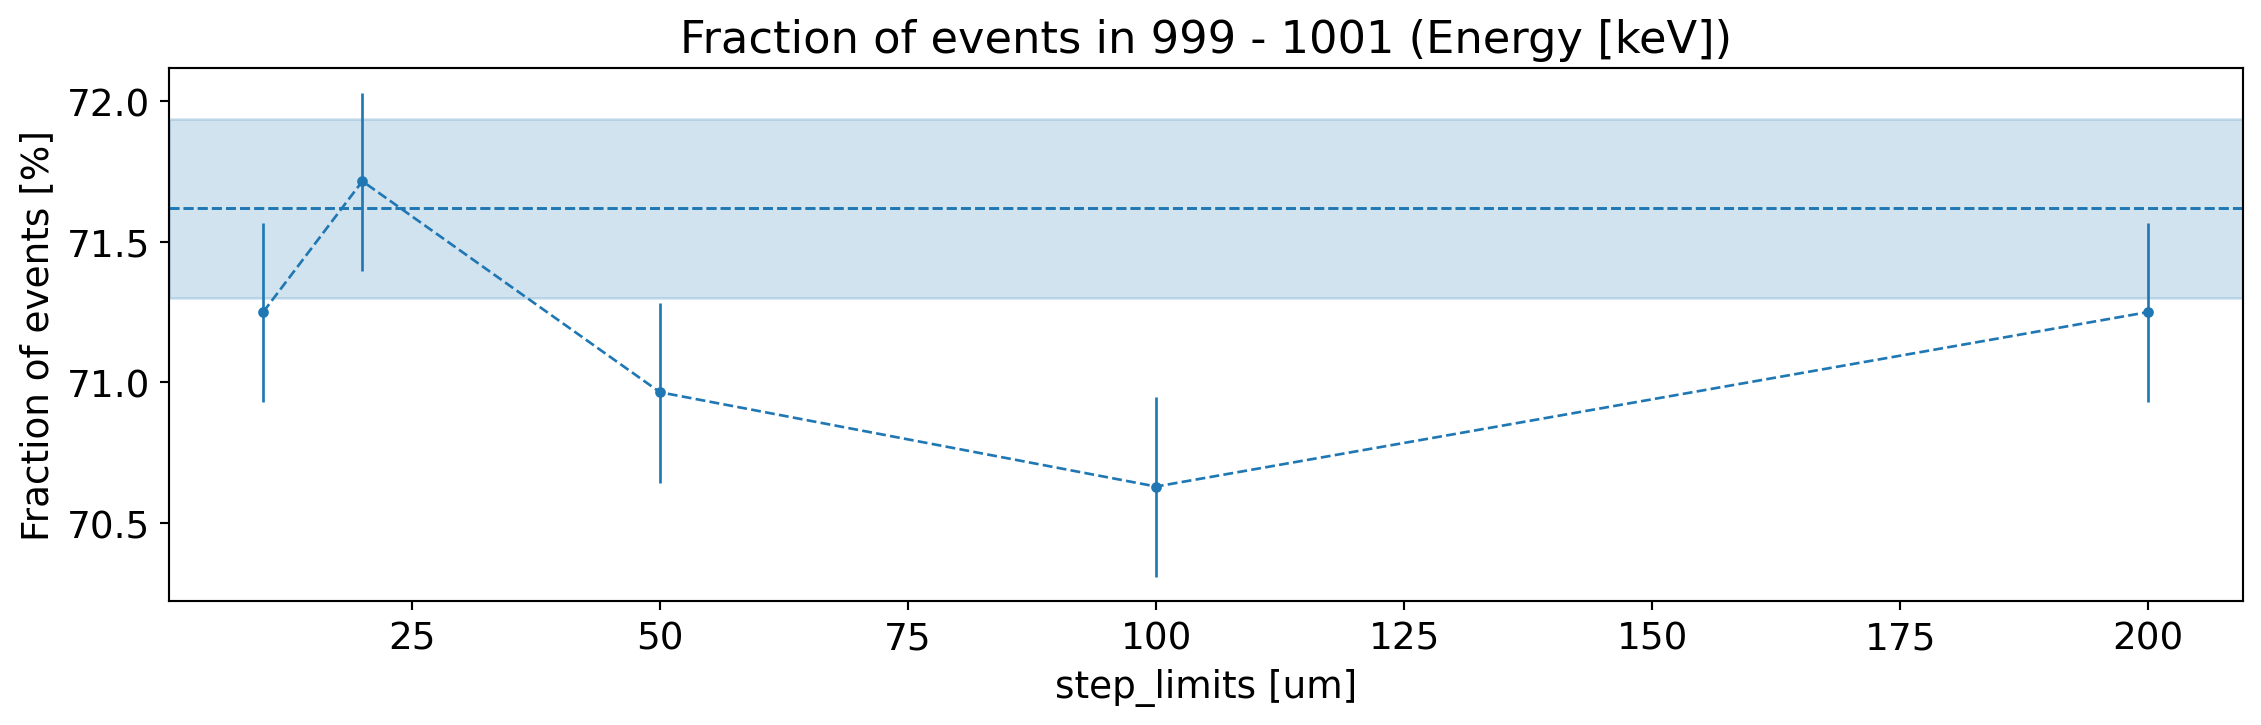 Fraction of events in 999 - 1001 (Energy [keV])
Fraction of events [%]
72.0
71.5
71.0
70.5
25 50 75 100 125 150 175 200
step_limits [um]